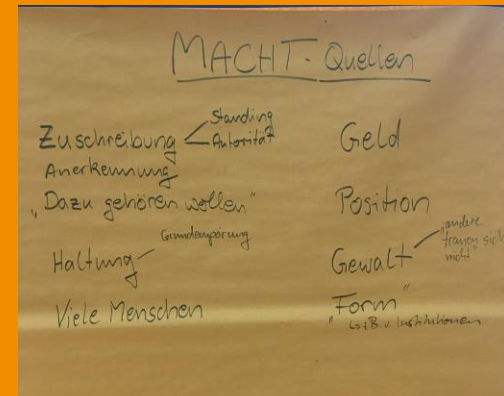 MACHT-Quellen
Zuschreibung
Standing
Autorität
Anerkennung
„Dazu gehören wollen"
Haltung
Grundemporung
Viele Menschen
Geld
Position
Gewalt
„andere
trauen sich
nicht"
„Form"
v. Institutionen